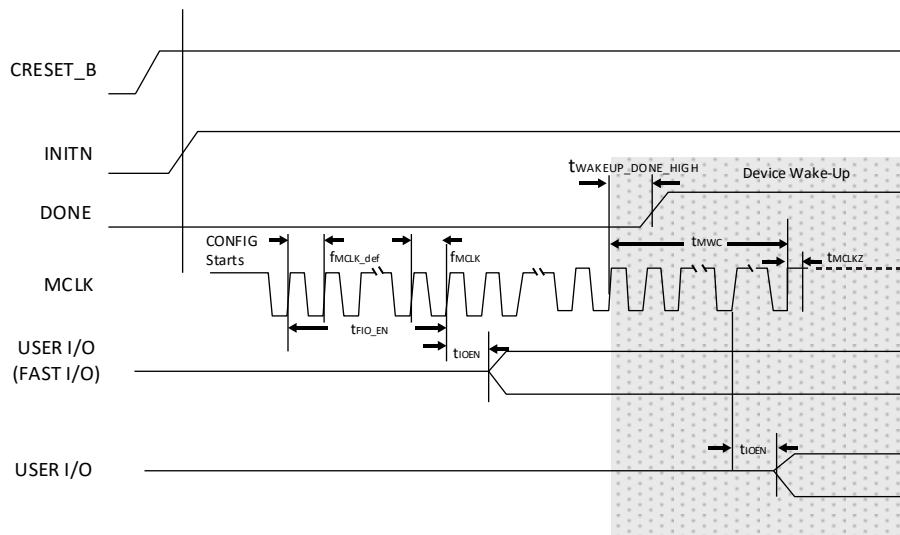 CRESET_B
INITN
tWAKEUP_DONE_HIGH
Device Wake-Up
DONE
CONFIG
Starts
fMCLK_def
fMCLK
tMWC
tMCLKZ
MCLK
tFIO_EN
USER I/O
(FAST I/O)
tIOEN
USER I/O
tIOEN